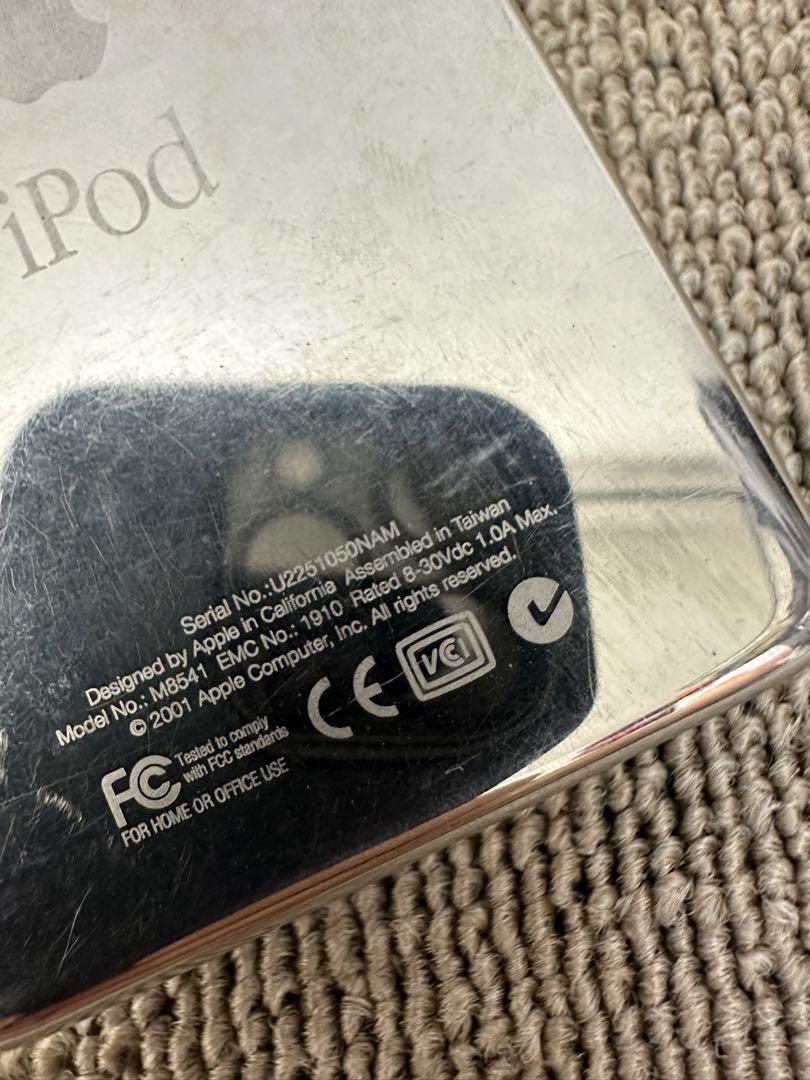 iPod
Serial No.:U2251050NAM
Designed by Apple in California Assembled in Taiwan
Model No.: M8541 EMC No.: 1910 Rated 8-30Vdc 1.0A Max.
© 2001 Apple Computer, Inc. All rights reserved.
FC Tested to comply
with FCC standards
FOR HOME OR OFFICE USE
CE
VCI